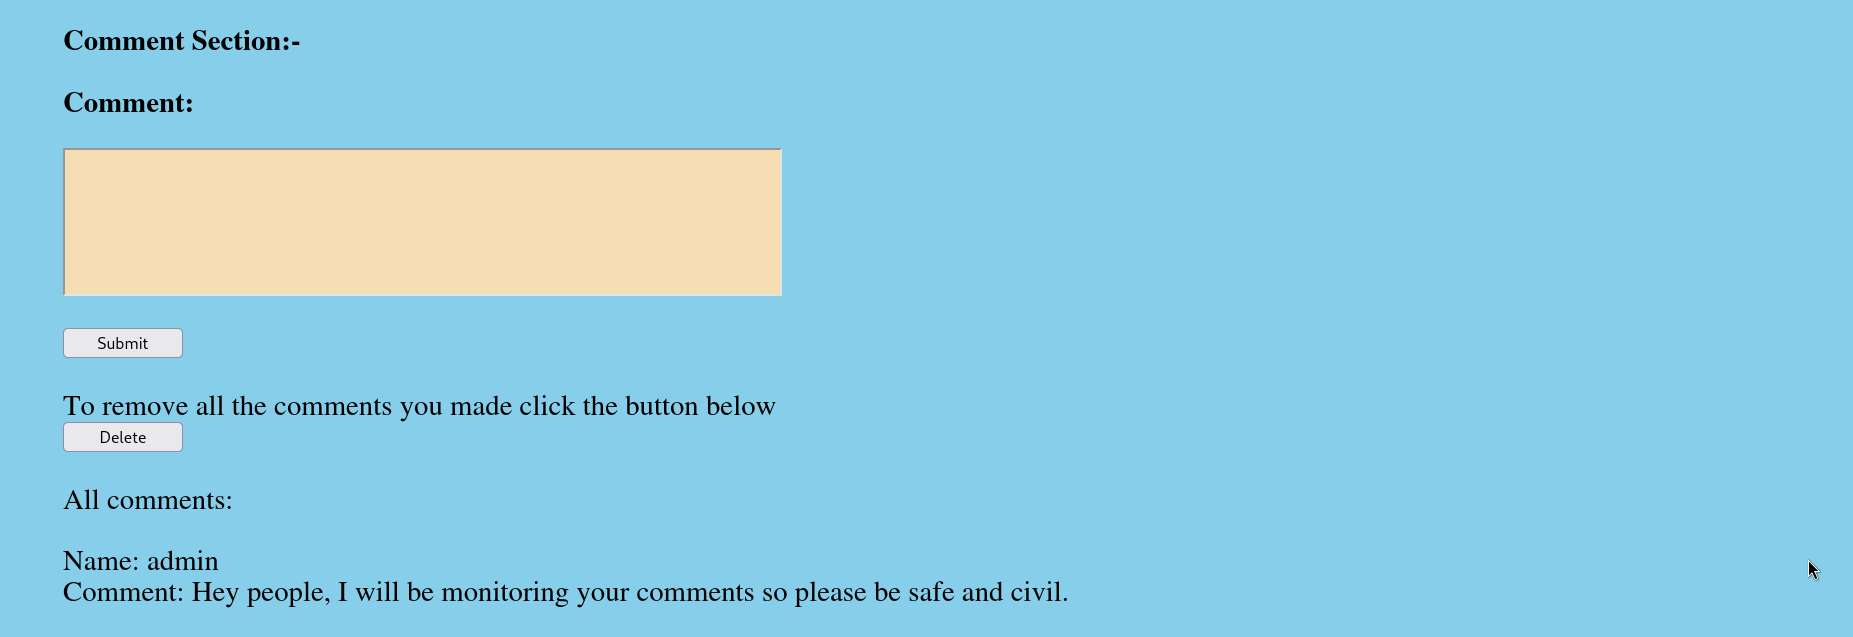 Comment Section:-
Comment:
Submit
To remove all the comments you made click the button below
Delete
All comments:
Name: admin
Comment: Hey people, I will be monitoring your comments so please be safe and civil.